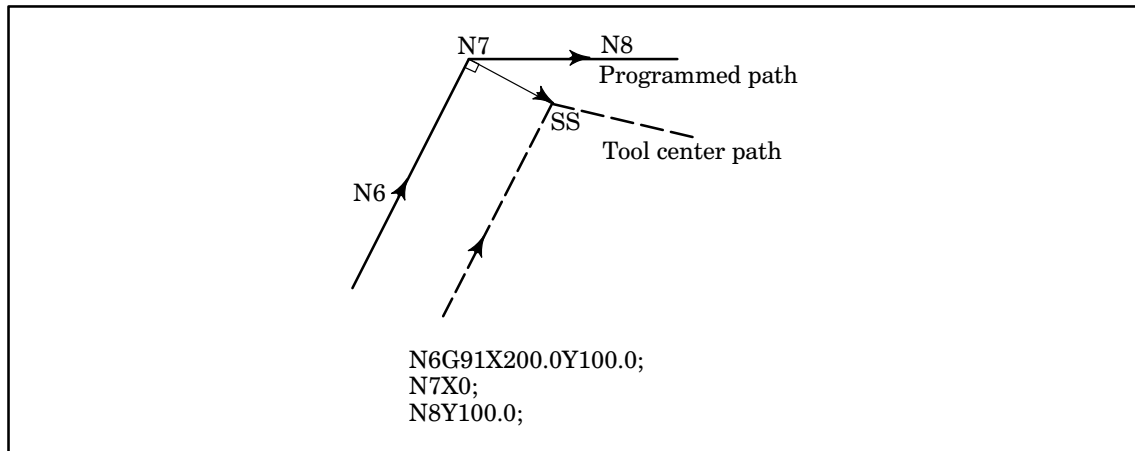 N7
N8
Programmed path
SS
Tool center path
N6
N6G91X200.0Y100.0;
N7X0;
N8Y100.0;